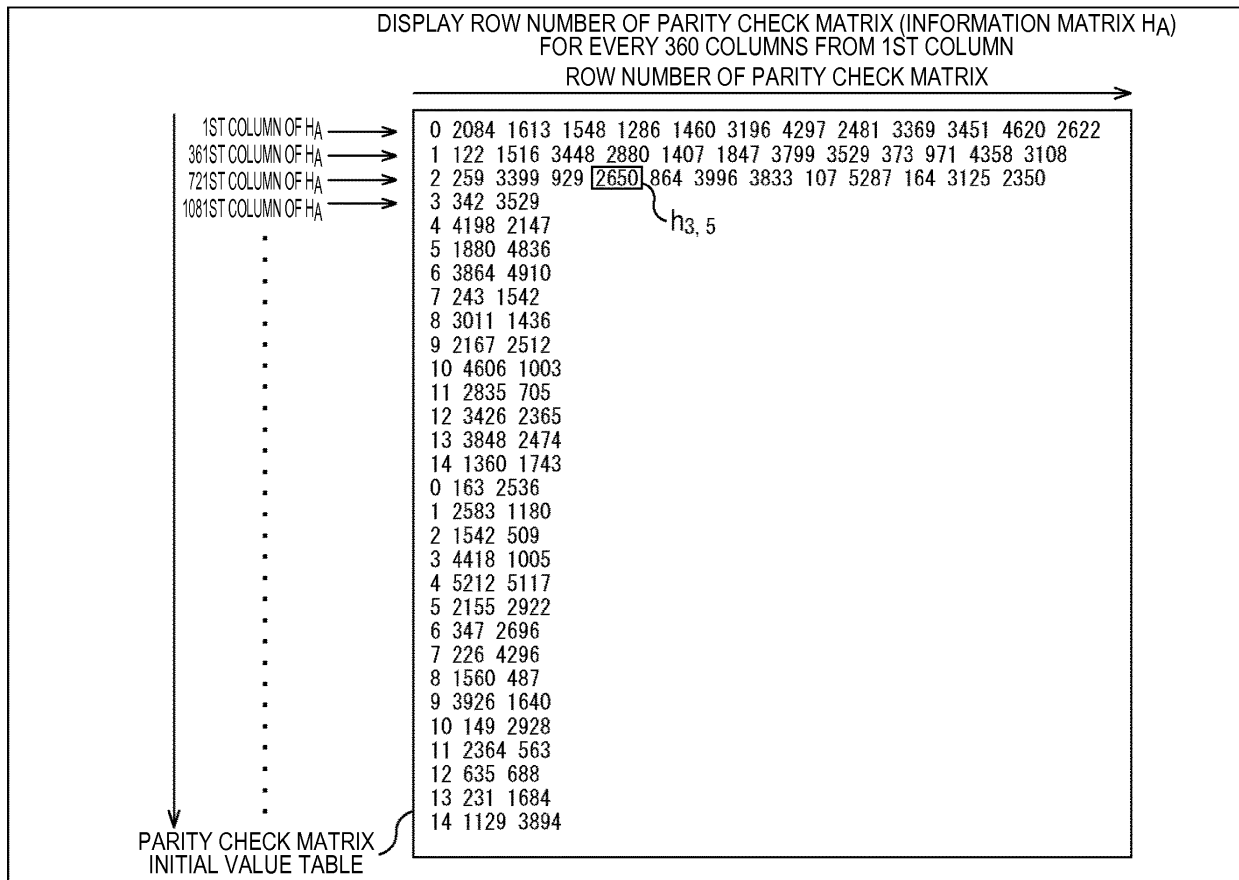 DISPLAY ROW NUMBER OF PARITY CHECK MATRIX (INFORMATION MATRIX HA)
FOR EVERY 360 COLUMNS FROM 1ST COLUMN
ROW NUMBER OF PARITY CHECK MATRIX
1ST COLUMN OF HA 0 2084 1613 1548 1286 1460 3196 4297 2481 3369 3451 4620 2622
361ST COLUMN OF HA 1 122 1516 3448 2880 1407 1847 3799 3529 373 971 4358 3108
721ST COLUMN OF HA 2 259 3399 929 2650 864 3996 3833 107 5287 164 3125 2350
1081ST COLUMN OF HA 3 342 3529
h3, 5
4 4198 2147
5 1880 4836
6 3864 4910
7 243 1542
8 3011 1436
9 2167 2512
10 4606 1003
11 2835 705
12 3426 2365
13 3848 2474
14 1360 1743
0 163 2536
1 2583 1180
2 1542 509
3 4418 1005
4 5212 5117
5 2155 2922
6 347 2696
7 226 4296
8 1560 487
9 3926 1640
10 149 2928
11 2364 563
12 635 688
13 231 1684
14 1129 3894
PARITY CHECK MATRIX
INITIAL VALUE TABLE